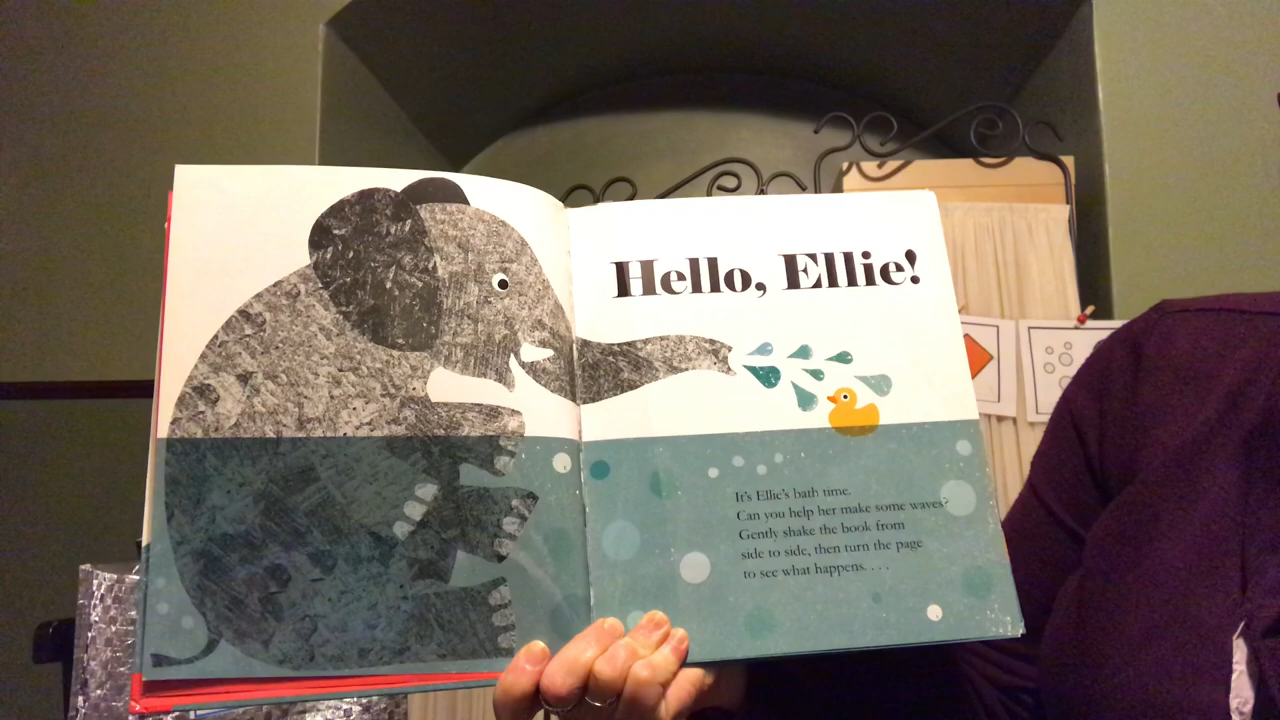 Hello, Ellie!
It's Ellie's bath time.
Can you help her make some waves?
Gently shake the book from
side to side, then turn the page
to see what happens. . . .